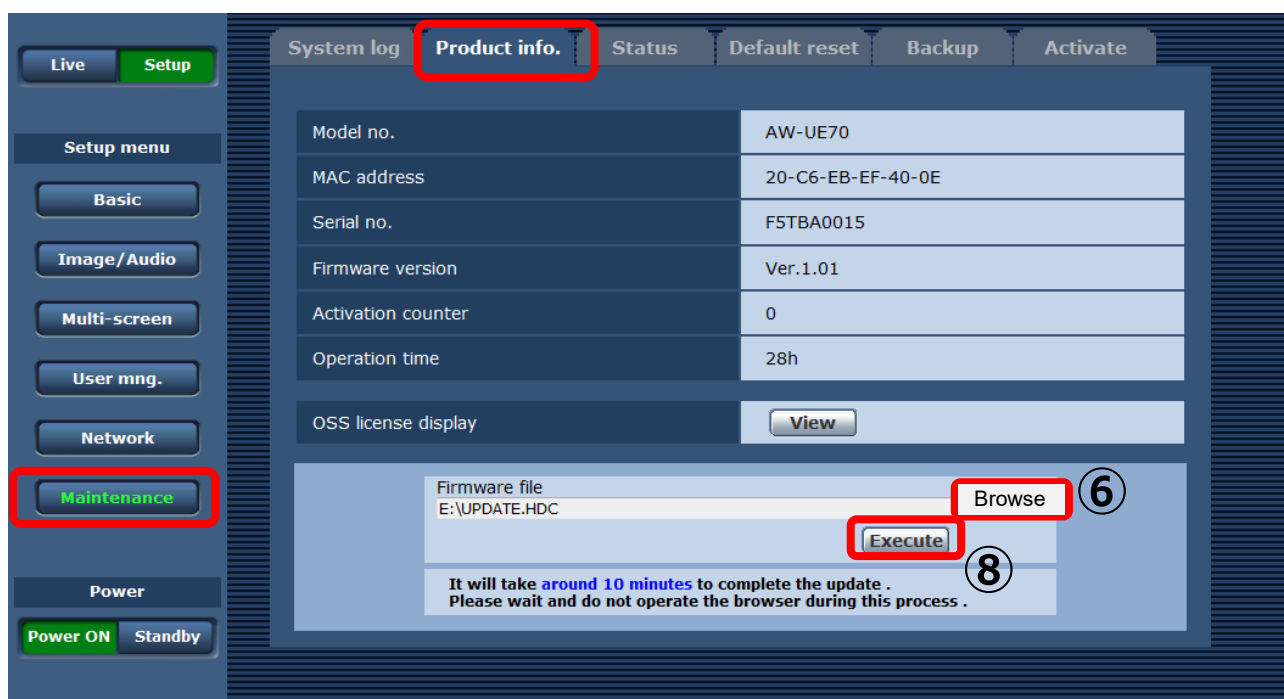 Live Setup
System log Product info. Status Default reset Backup Activate
Setup menu
Basic
Image/Audio
Multi-screen
User mng.
Network
Maintenance
Power
Power ON Standby
Model no. AW-UE70
MAC address 20-C6-EB-EF-40-0E
Serial no. F5TBA0015
Firmware version Ver.1.01
Activation counter 0
Operation time 28h
OSS license display View
Firmware file
E:\UPDATE.HDC Browse ⑥
Execute ⑧
It will take around 10 minutes to complete the update .
Please wait and do not operate the browser during this process .